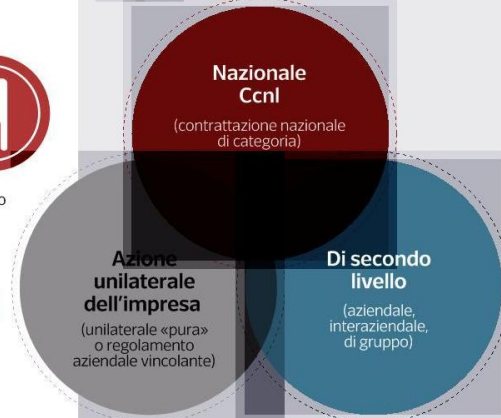 Nazionale
Ccnl
(contrattazione nazionale
di categoria)
o
Azione
unilaterale
dell'impresa
(unilaterale «pura»
o regolamento
aziendale vincolante)
Di secondo
livello
(aziendale,
interaziendale,
di gruppo)